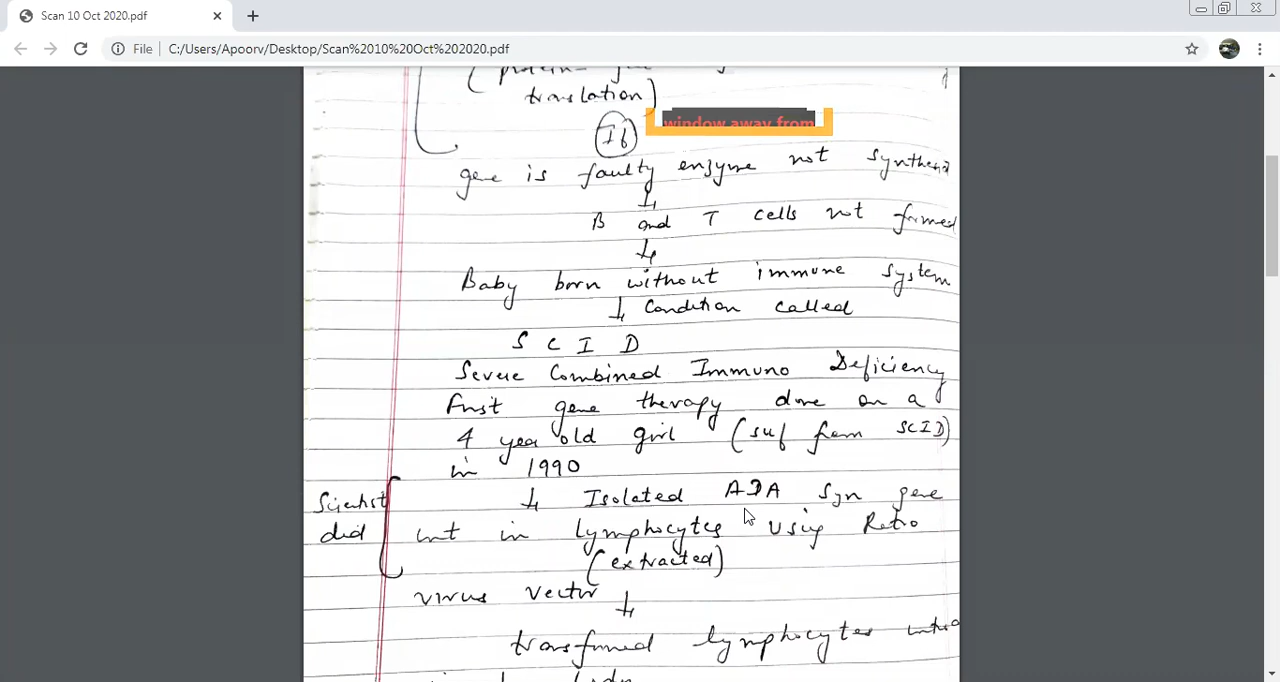 Scan 10 Oct 2020.pdf
File C:/Users/Apoorv/Desktop/Scan%2010%20Oct%202020.pdf
translation)
window away from
If
gene is faulty enzyme not
B and T cells not formed
Baby born without immune system
↓ Condition called
S C I D
Severe Combined Immuno Deficiency
First gene therapy done on a
4 year old girl (suf from SCID)
in 1990
↓ Isolated ADA Syn gene
Scientist
did
int in lymphocytes using Retro
(extracted)
virus vector ↓
transformed lymphocytes